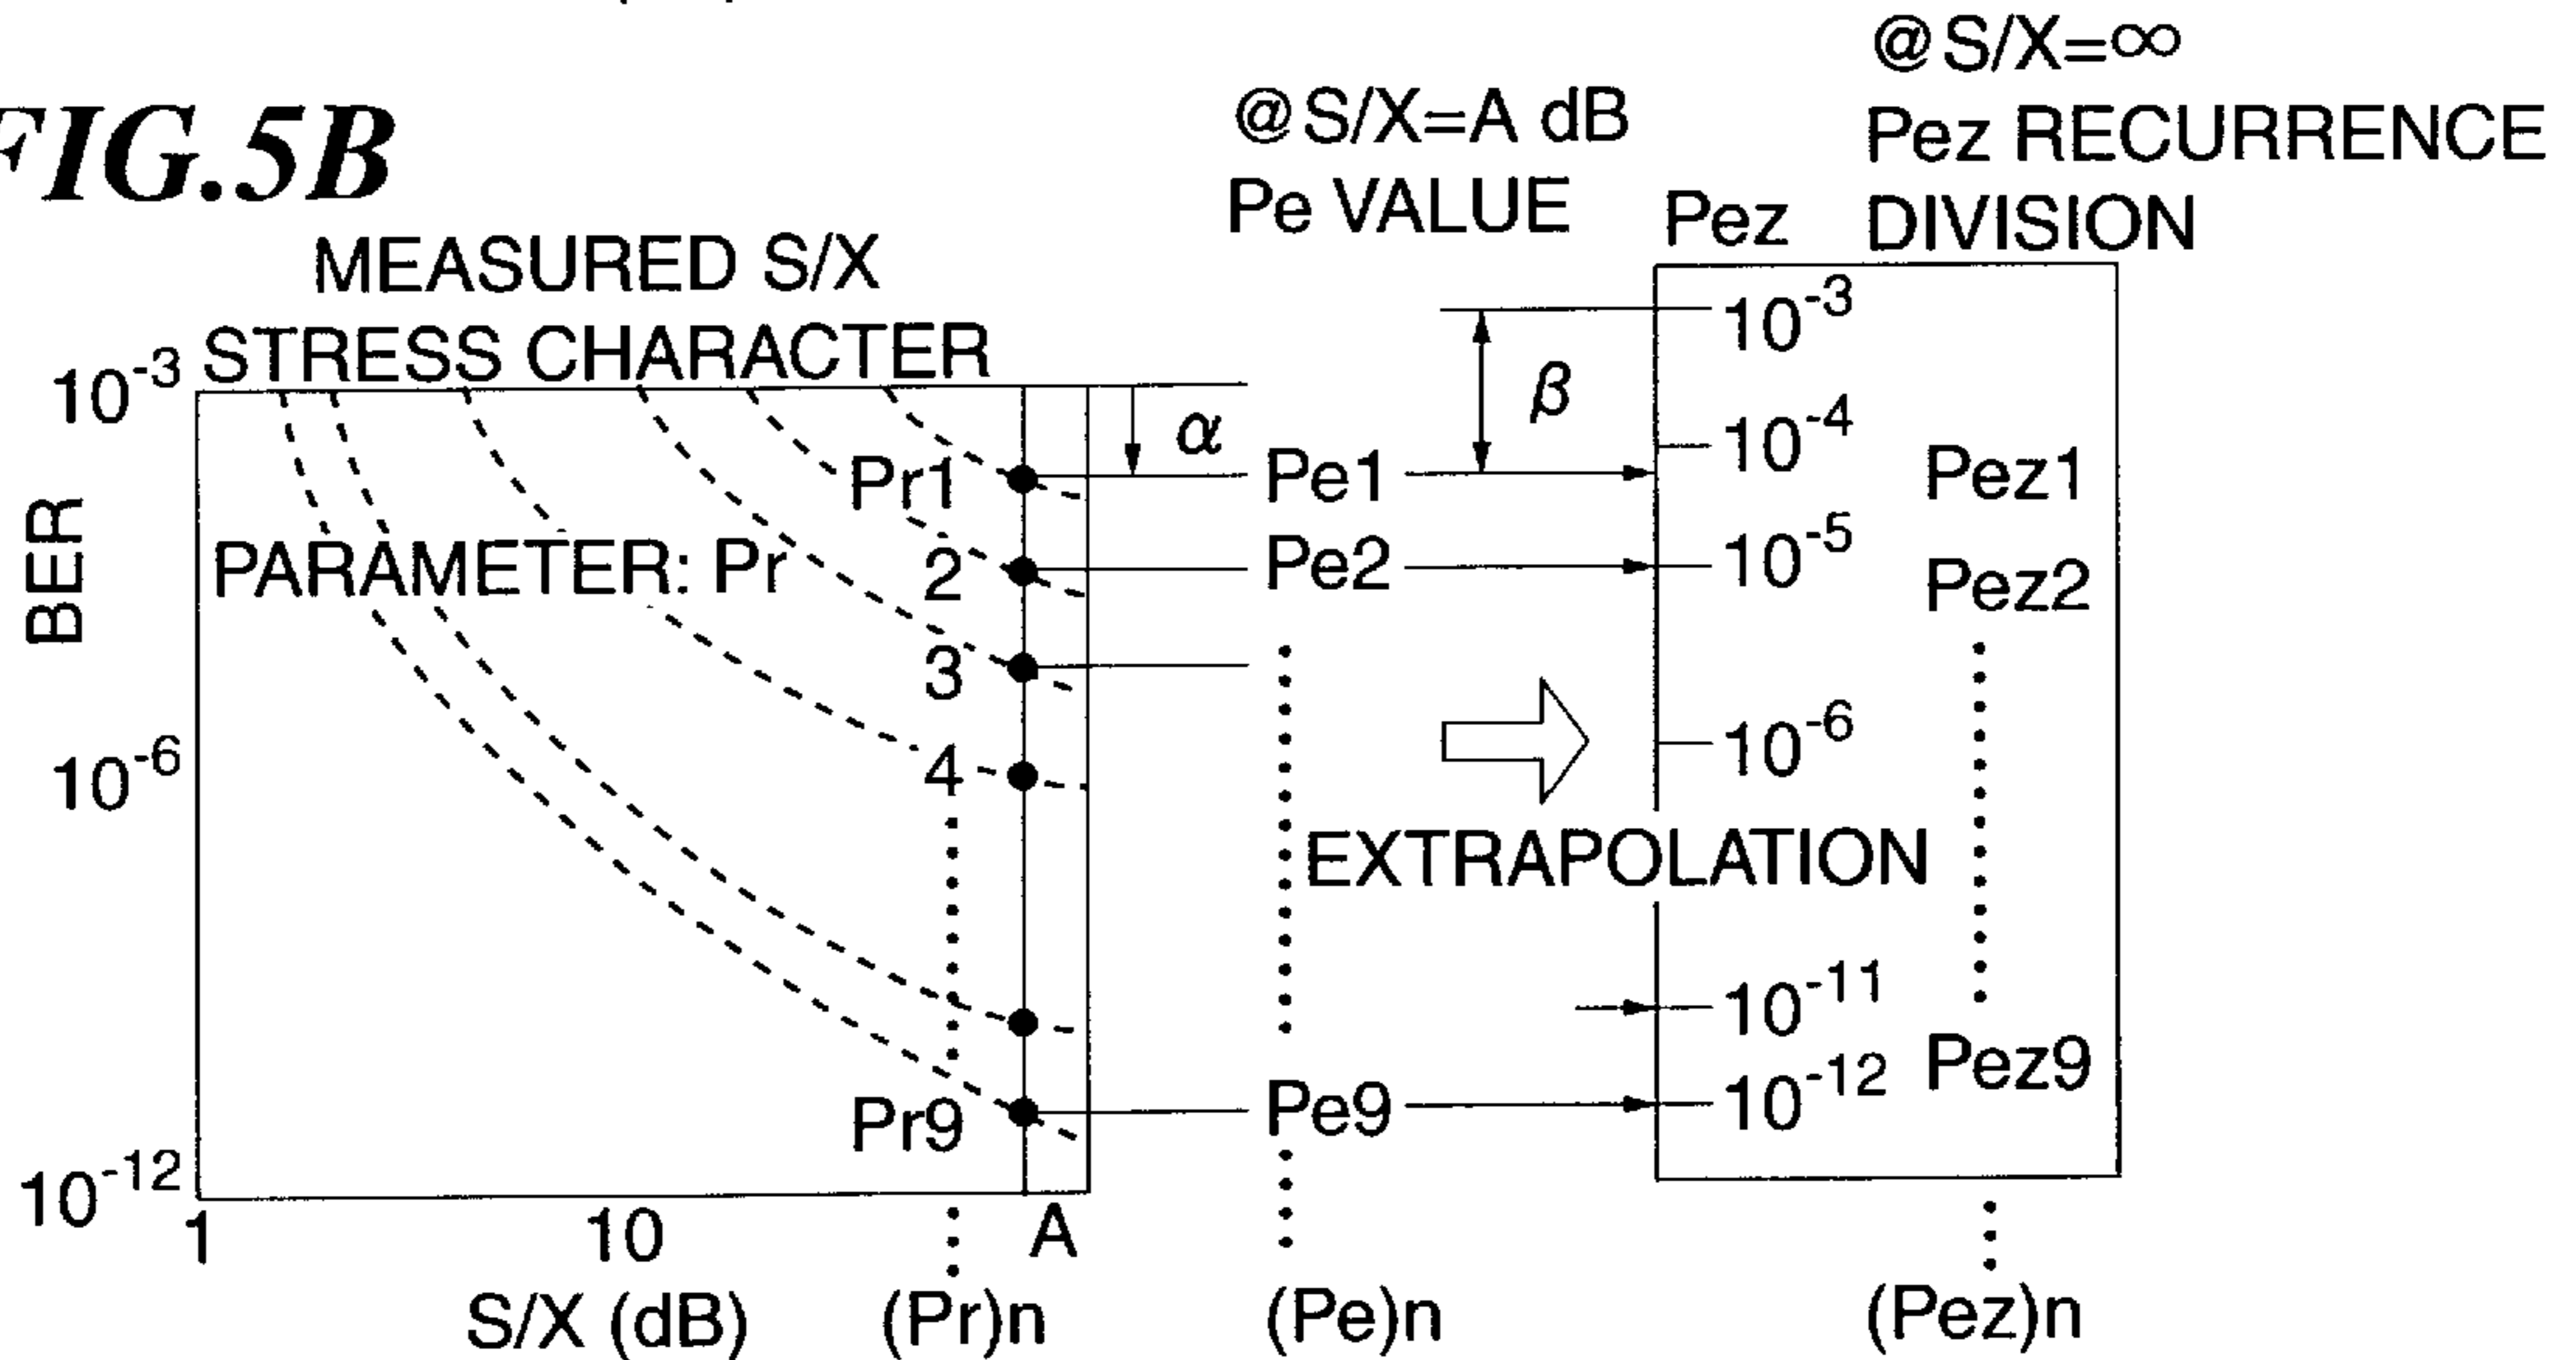 FIG.5B
MEASURED S/X
STRESS CHARACTER
@S/X=A dB
Pe VALUE
@S/X=∞
Pez RECURRENCE
DIVISION
Pez
BER
10^-3
10^-6
10^-12
PARAMETER: Pr
Pr1
2
3
4
Pr9
1
10
A
S/X (dB)
(Pr)n
α
Pe1
Pe2
Pe9
(Pe)n
β
EXTRAPOLATION
10^-3
10^-4
10^-5
10^-6
10^-11
10^-12
Pez1
Pez2
Pez9
(Pez)n